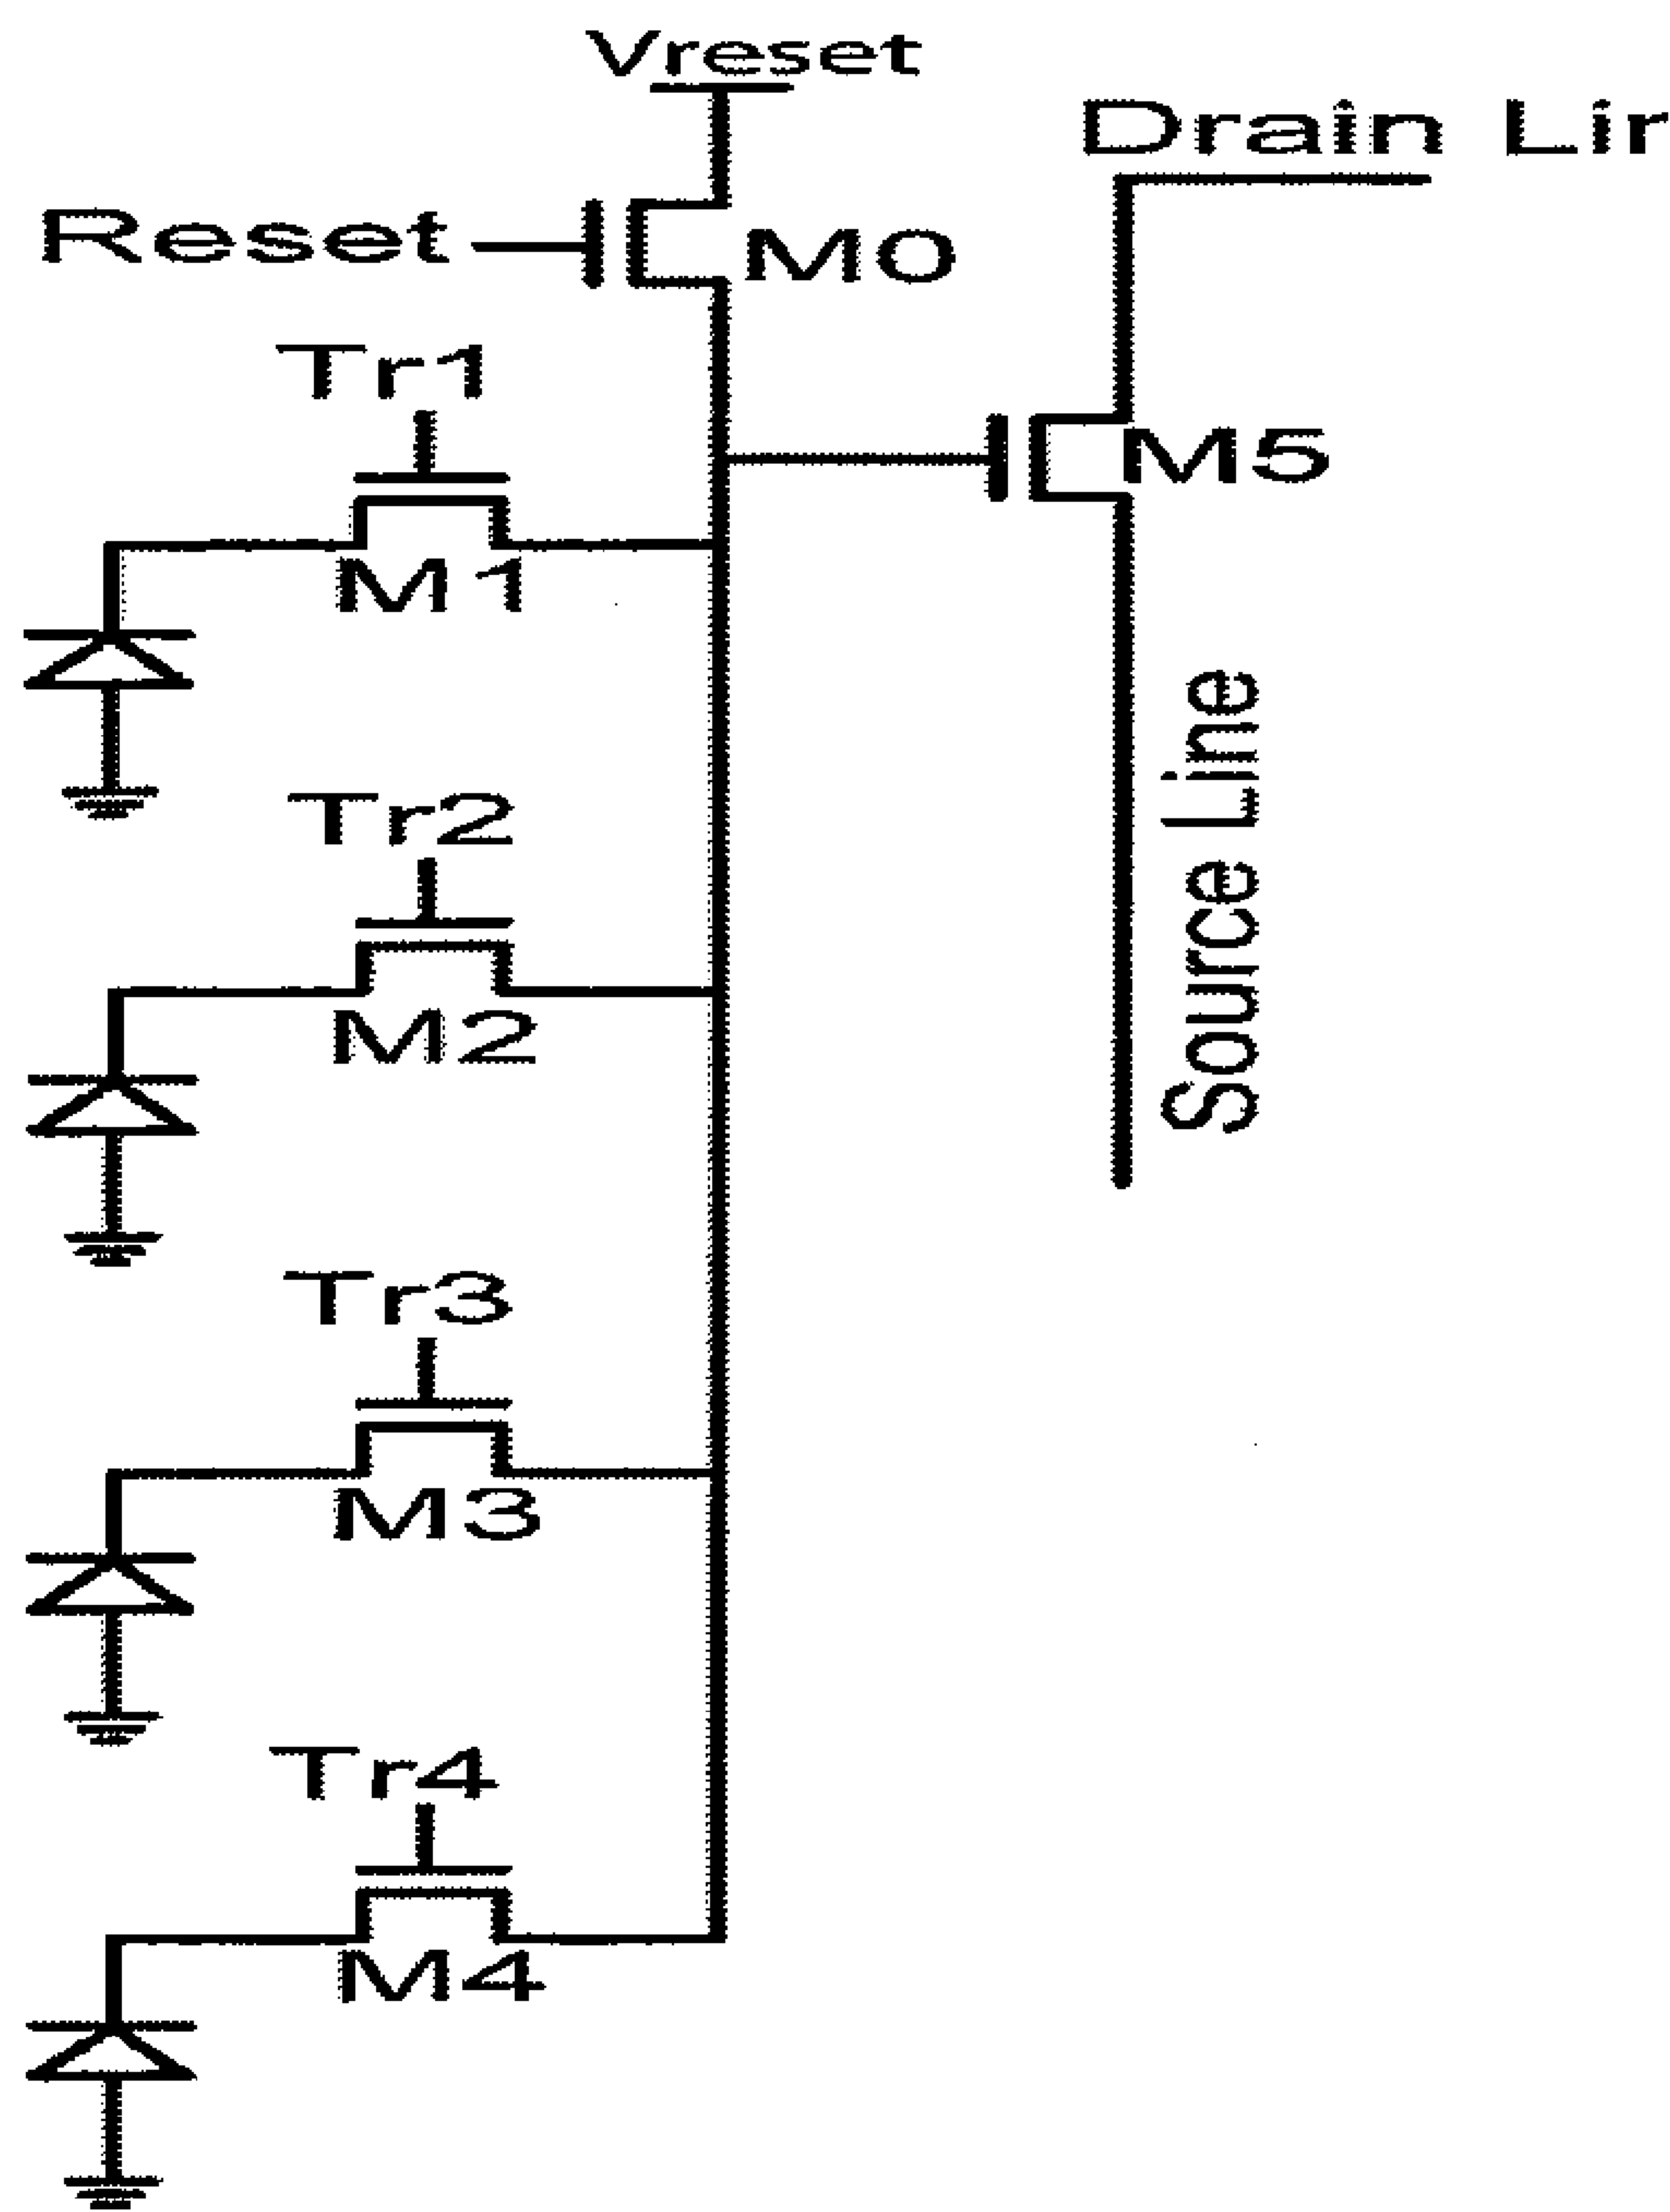 Vreset
Drain Lir
Reset
M0
Tr1
M5
M1
Source Line
Tr2
M2
Tr3
M3
Tr4
M4